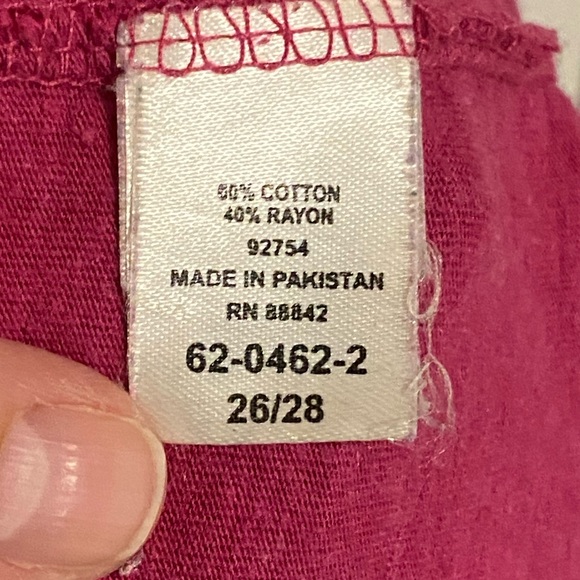 60% COTTON
40% RAYON
92754
MADE IN PAKISTAN
RN 88842
62-0462-2
26/28